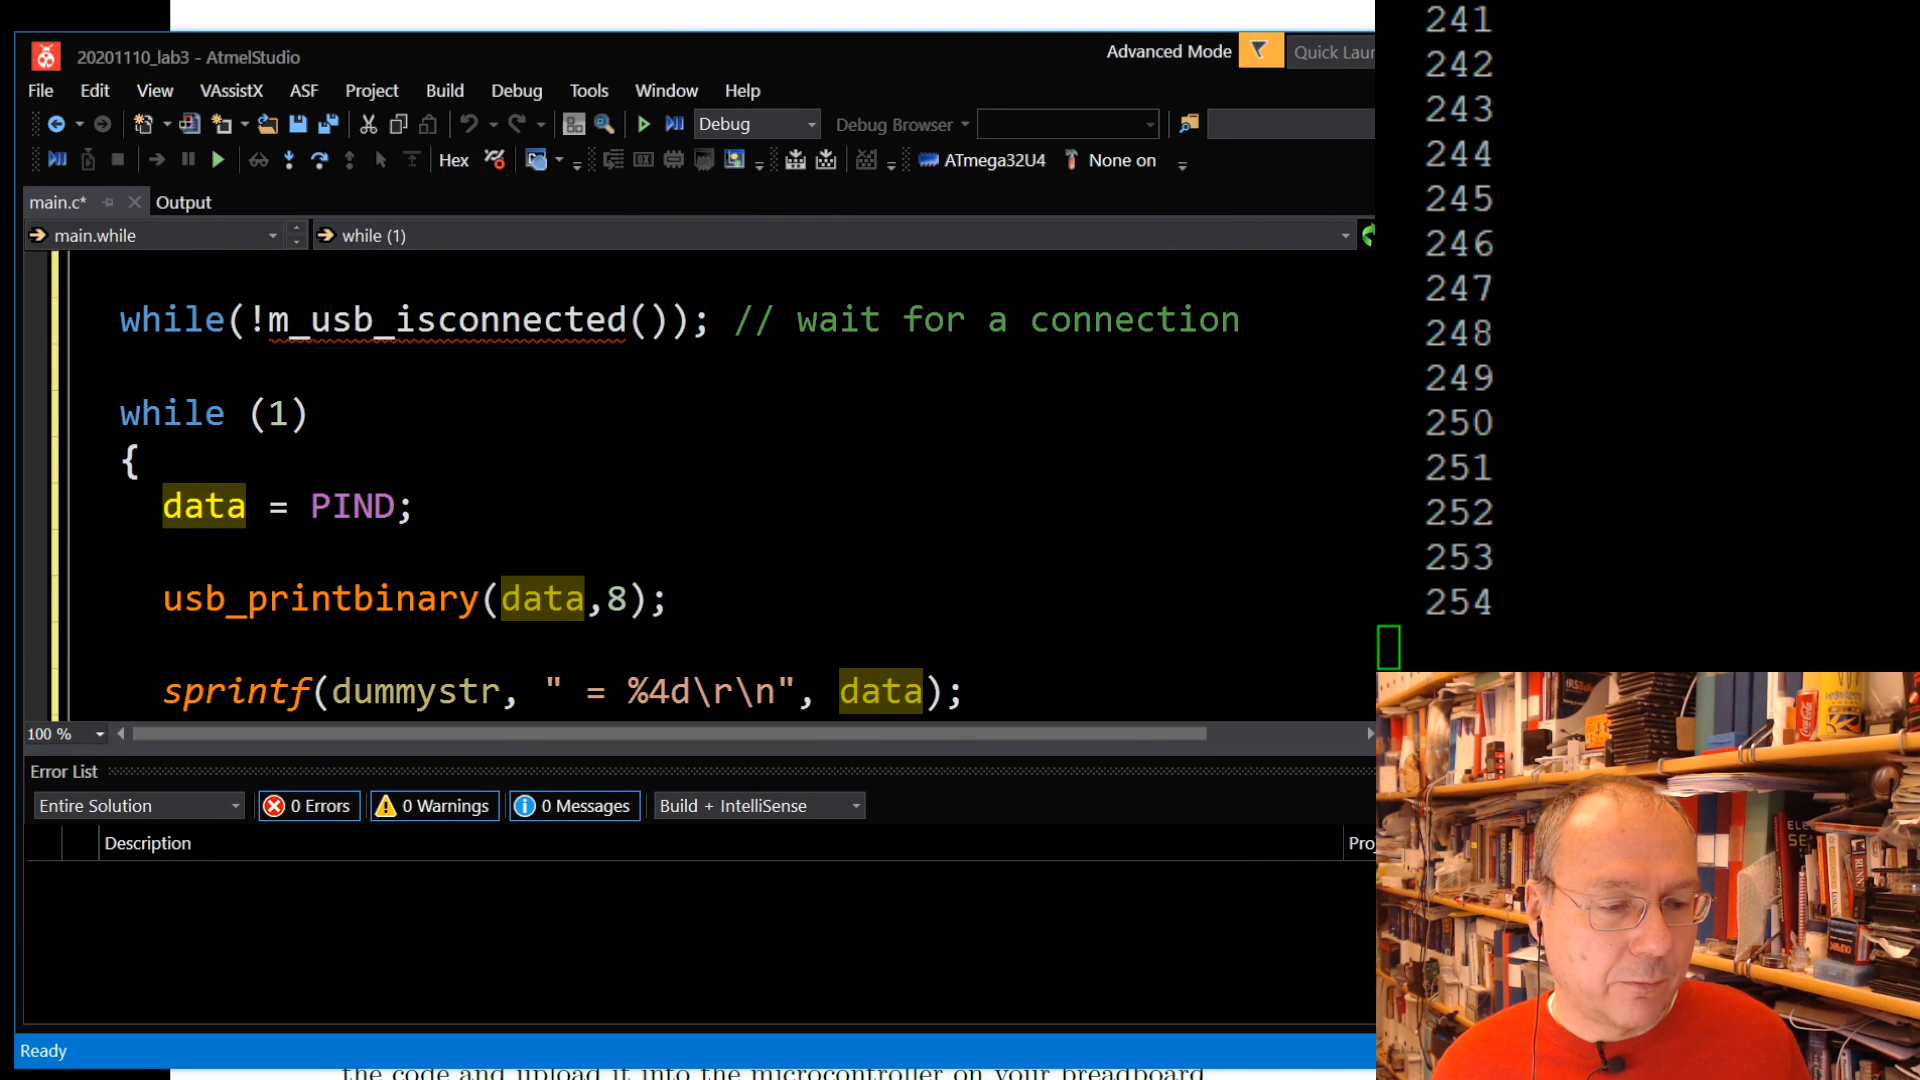 20201110_lab3 - AtmelStudio
Advanced Mode
Quick Laur
File Edit View VAssistX ASF Project Build Debug Tools Window Help
Debug
Debug Browser
Hex
ATmega32U4
None on
main.c*
Output
main.while
while (1)
while(!m_usb_isconnected()); // wait for a connection
while (1)
{
data = PIND;
usb_printbinary(data,8);
sprintf(dummystr, " = %4d\r\n", data);
100 %
Error List
Entire Solution
0 Errors
0 Warnings
0 Messages
Build + IntelliSense
Description
Proj
Ready
the code and upload it into the microcontroller on your breadboard
241
242
243
244
245
246
247
248
249
250
251
252
253
254